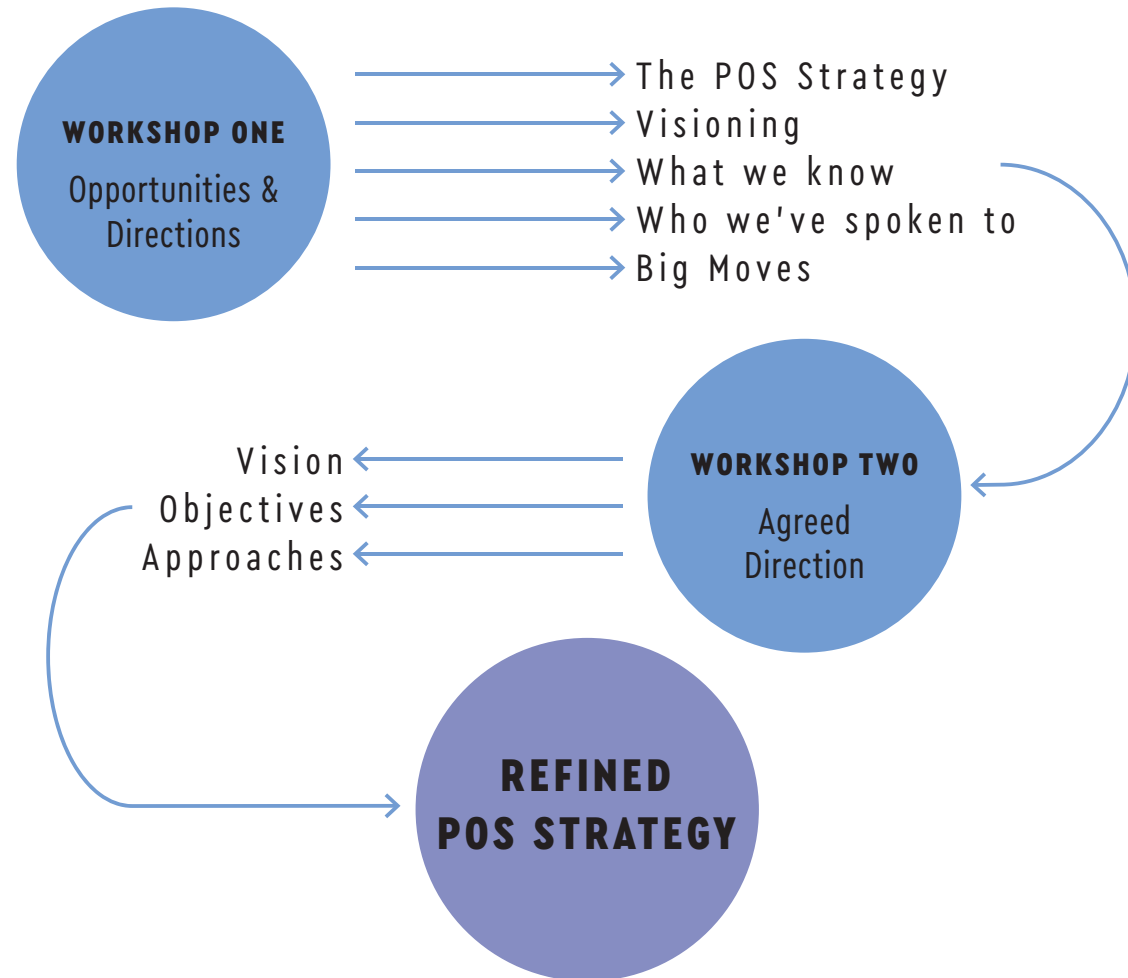 WORKSHOP ONE
Opportunities &
Directions
The POS Strategy
Visioning
What we know
Who we've spoken to
Big Moves
WORKSHOP TWO
Agreed
Direction
Vision
Objectives
Approaches
REFINED
POS STRATEGY